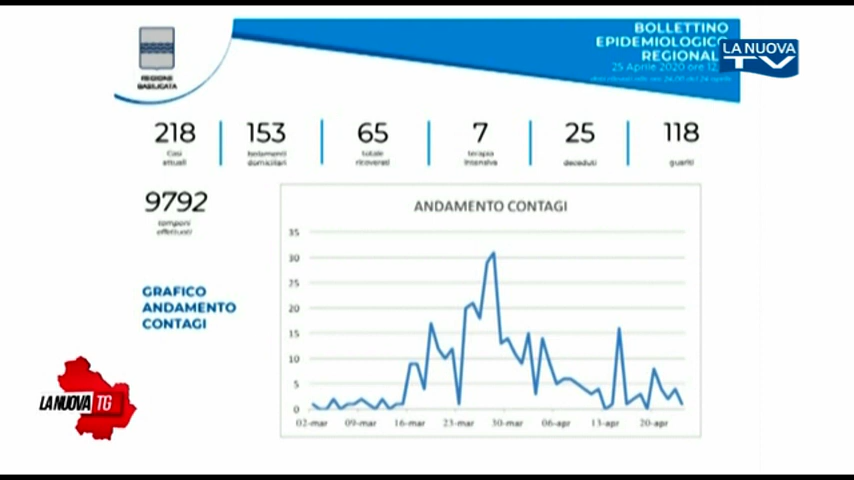 BOLLETTINO
EPIDEMIOLOGICO
REGIONAL
25 Aprile 2020 ore 12
LA NUOVA
TV
REGIONE
BASILICATA
218
Casi
attuali
153
Isolamenti
domiciliari
65
totale
ricoverati
7
terapia
intensiva
25
deceduti
118
guariti
9792
tamponi
effettuati
GRAFICO
ANDAMENTO
CONTAGI
ANDAMENTO CONTAGI
35
30
25
20
15
10
5
0
02-mar 09-mar 16-mar 23-mar 30-mar 06-apr 13-apr 20-apr
LA NUOVA TG